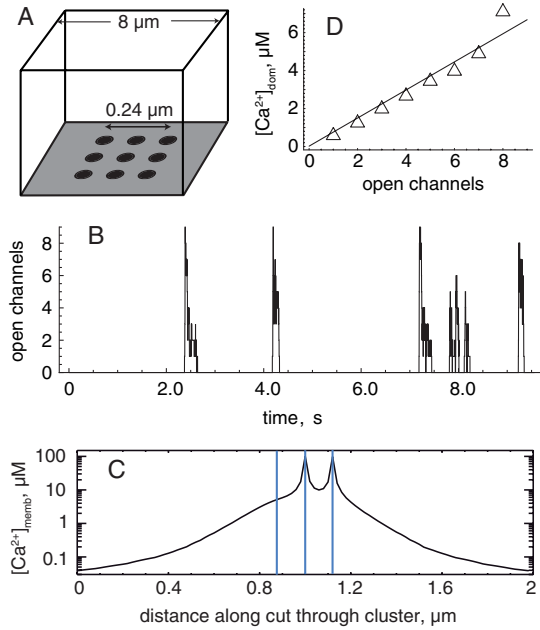 A
8 µm
0.24 µm
D
[Ca²⁺]dom, µM
6
4
2
0
0 2 4 6 8
open channels
B
open channels
8
6
4
2
0
0 2.0 4.0 6.0 8.0
time, s
C
[Ca²⁺]memb, µM
100
10
1
0.1
0.0 0.4 0.8 1.2 1.6 2
distance along cut through cluster, µm